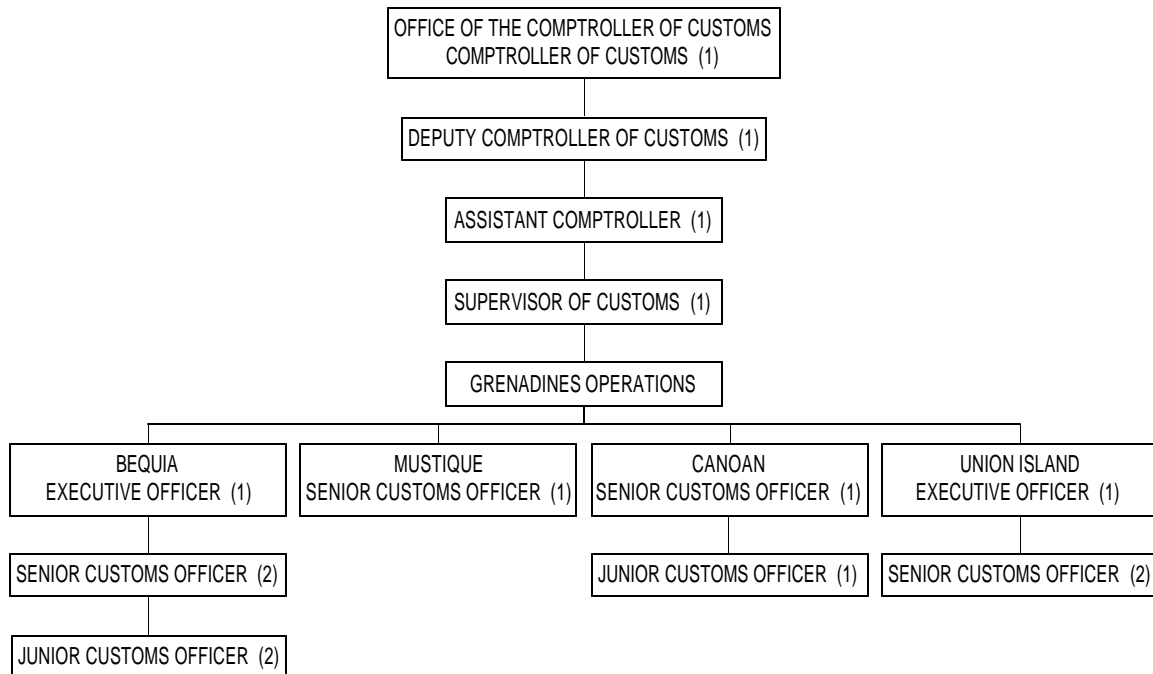 OFFICE OF THE COMPTROLLER OF CUSTOMS
COMPTROLLER OF CUSTOMS (1)
DEPUTY COMPTROLLER OF CUSTOMS (1)
ASSISTANT COMPTROLLER (1)
SUPERVISOR OF CUSTOMS (1)
GRENADINES OPERATIONS
BEQUIA
EXECUTIVE OFFICER (1)
MUSTIQUE
SENIOR CUSTOMS OFFICER (1)
CANOAN
SENIOR CUSTOMS OFFICER (1)
UNION ISLAND
EXECUTIVE OFFICER (1)
SENIOR CUSTOMS OFFICER (2)
JUNIOR CUSTOMS OFFICER (1)
SENIOR CUSTOMS OFFICER (2)
JUNIOR CUSTOMS OFFICER (2)